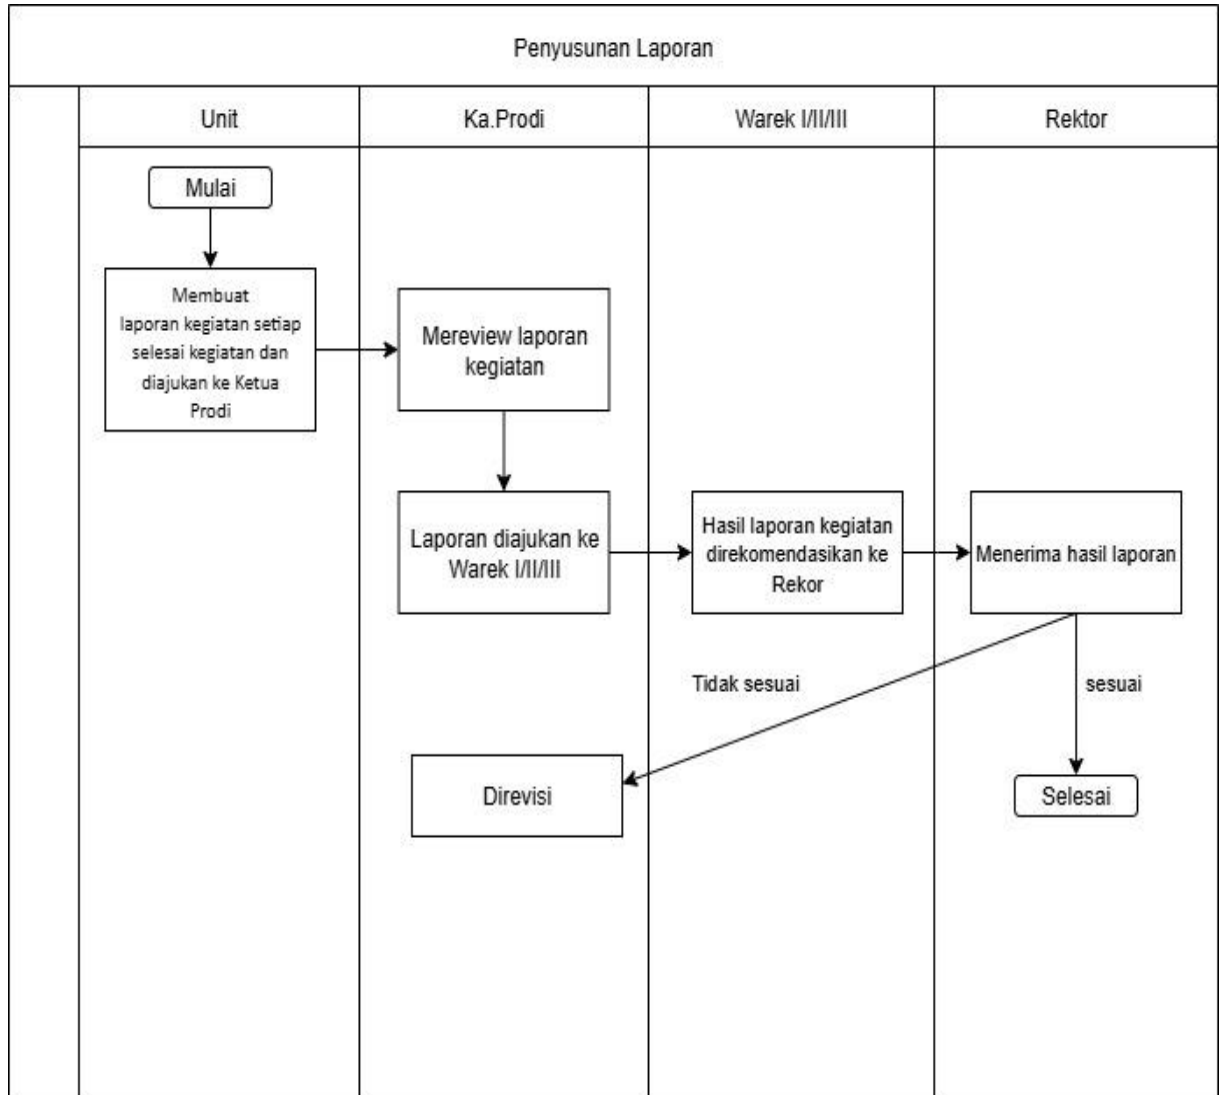 Penyusunan Laporan
Unit
Ka.Prodi
Warek I/II/III
Rektor
Mulai
Membuat
laporan kegiatan setiap
selesai kegiatan dan
diajukan ke Ketua
Prodi
Mereview laporan
kegiatan
Laporan diajukan ke
Warek I/II/III
Hasil laporan kegiatan
direkomendasikan ke
Rekor
Menerima hasil laporan
Tidak sesuai
sesuai
Direvisi
Selesai